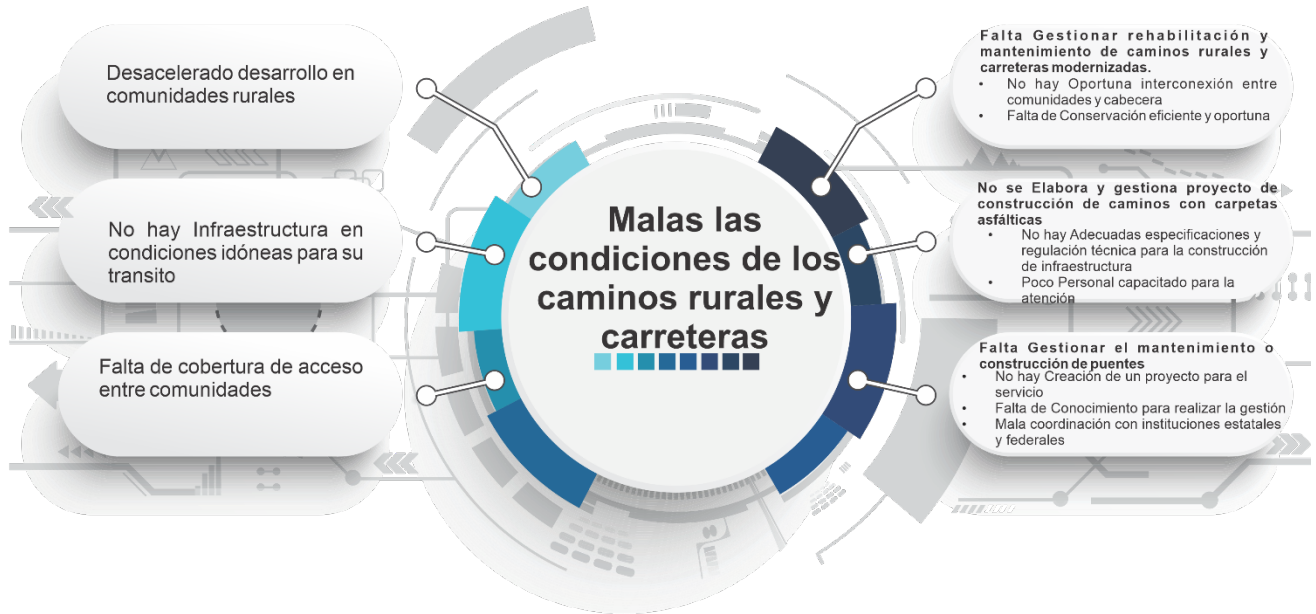 Desacelerado desarrollo en
comunidades rurales
No hay Infraestructura en
condiciones idóneas para su
transito
Falta de cobertura de acceso
entre comunidades
Malas las
condiciones de los
caminos rurales y
carreteras
Falta Gestionar rehabilitación y
mantenimiento de caminos rurales y
carreteras modernizadas.
• No hay Oportuna interconexión entre
comunidades y cabecera
• Falta de Conservación eficiente y oportuna
No se Elabora y gestiona proyecto de
construcción de caminos con carpetas
asfálticas
• No hay Adecuadas especificaciones y
regulación técnica para la construcción
de infraestructura
• Poco Personal capacitado para la
atención
Falta Gestionar el mantenimiento o
construcción de puentes
• No hay Creación de un proyecto para el
servicio
• Falta de Conocimiento para realizar la gestión
• Mala coordinación con instituciones estatales
y federales